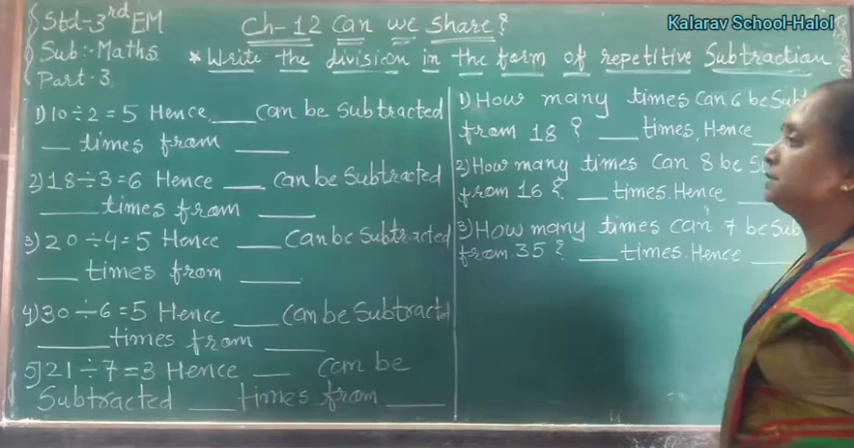 Std-3rd EM
Ch-12 Can we Share?
Kalarav School-Halol
Sub:-Maths
*Write the division in the form of repetitive Subtraction
Part-3
1) 10÷2=5 Hence ___ can be Subtracted
___ times from ___
2) 18÷3=6 Hence ___ can be Subtracted
___ times from ___
3) 20÷4=5 Hence ___ can be subtracted
___ times from ___
4) 30÷6=5 Hence ___ can be Subtracted
___ times from ___
5) 21÷7=3 Hence ___ can be
Subtracted ___ times from ___
1) How many times can 6 be
from 18? ___ times, Hence ___
2) How many times can 8 be
from 16? ___ times. Hence ___
3) How many times can 7 be
from 35? ___ times. Hence ___